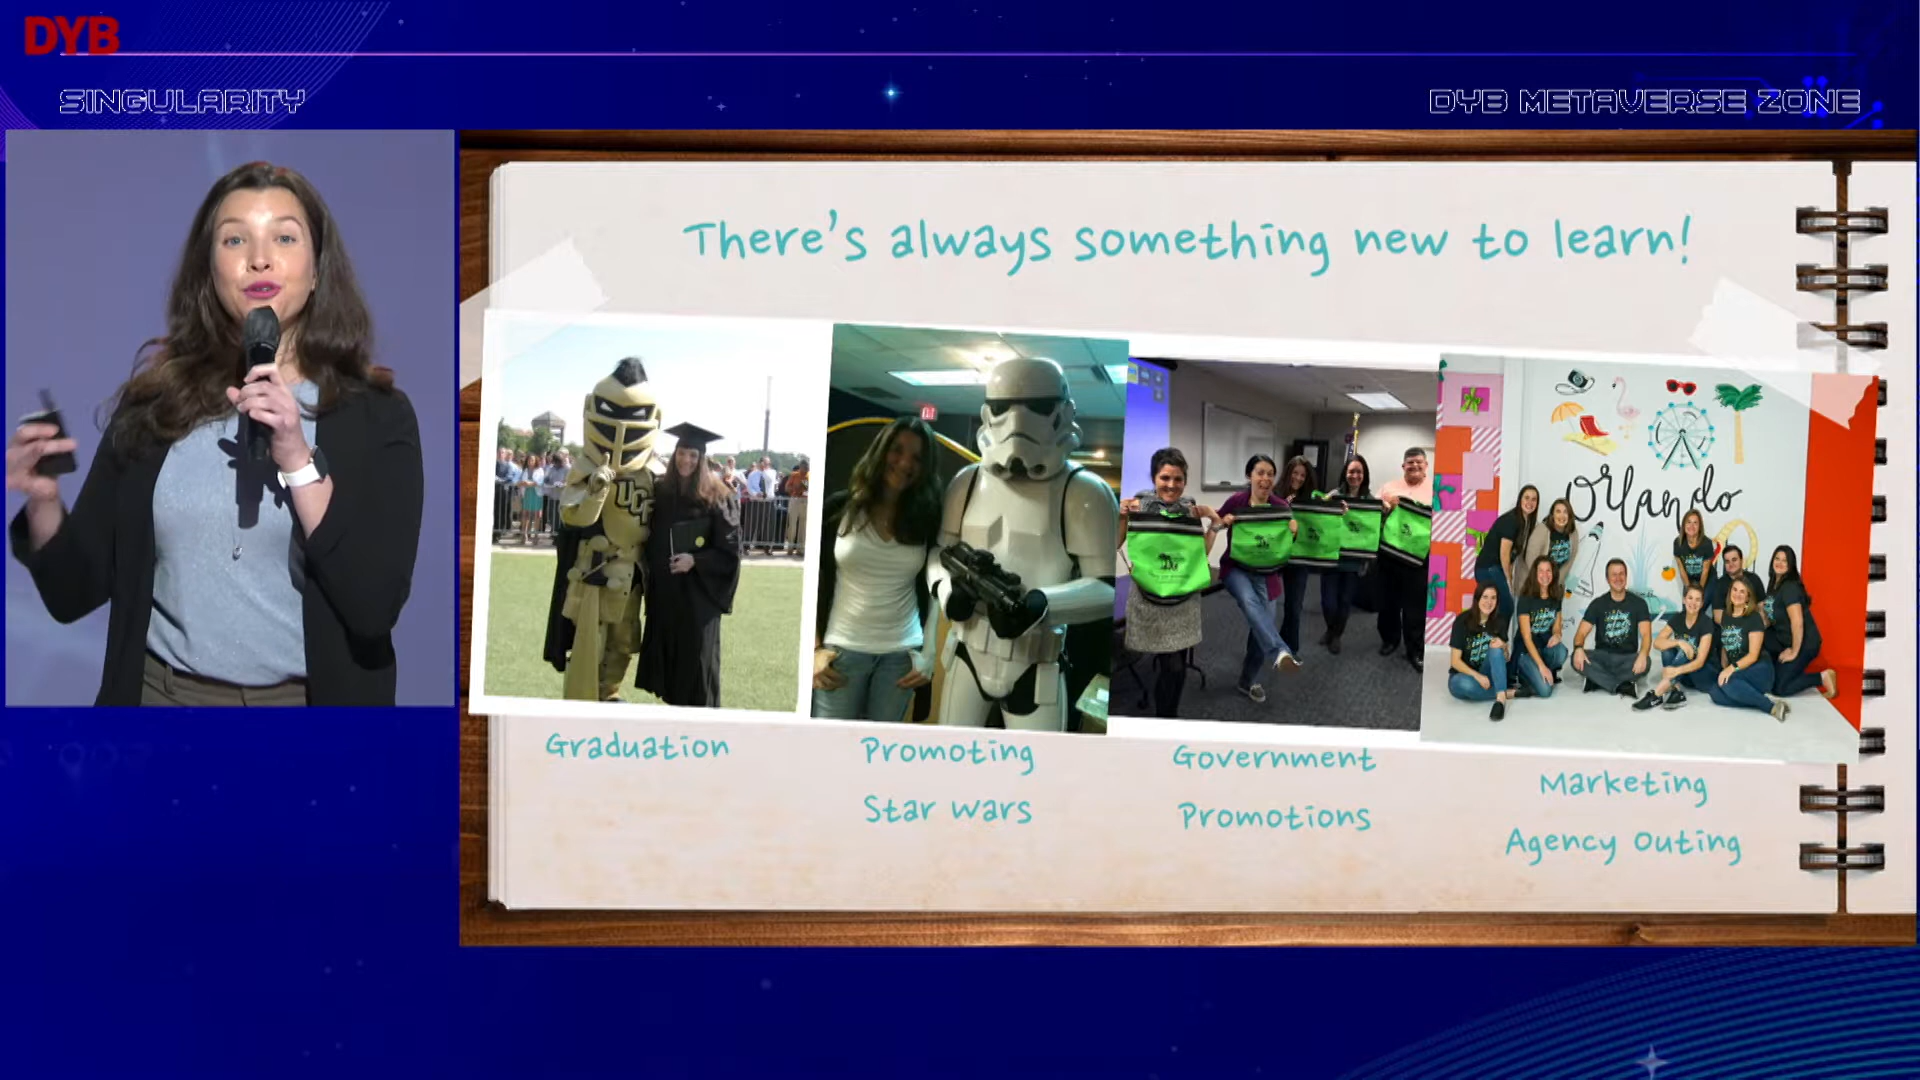 DYB
SINGULARITY
DYB METAVERSE ZONE
There's always something new to learn!
UCF
Orlando
Graduation
Promoting
Star Wars
Government
Promotions
Marketing
Agency Outing